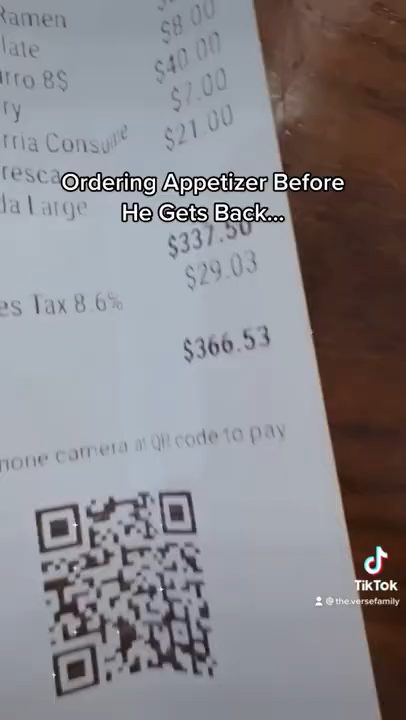 Ramen
$8.00
late
$40.00
rro 8$
$7.00
ry
$21.00
rria Consume
resca
Ordering Appetizer Before
He Gets Back...
da Large
$337.50
$29.03
es Tax 8.6%
$366.53
hone camera at QR code to pay
TikTok
@the.versefamily